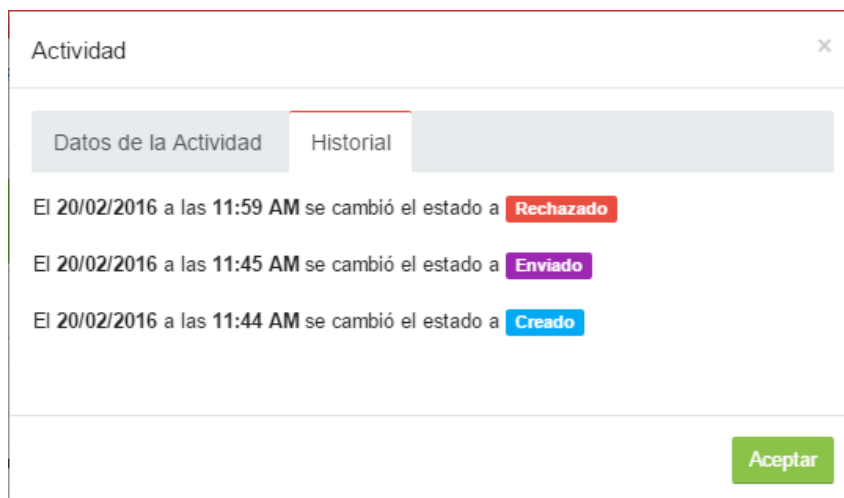 Actividad ×
Datos de la Actividad Historial
El 20/02/2016 a las 11:59 AM se cambió el estado a Rechazado
El 20/02/2016 a las 11:45 AM se cambió el estado a Enviado
El 20/02/2016 a las 11:44 AM se cambió el estado a Creado
Aceptar